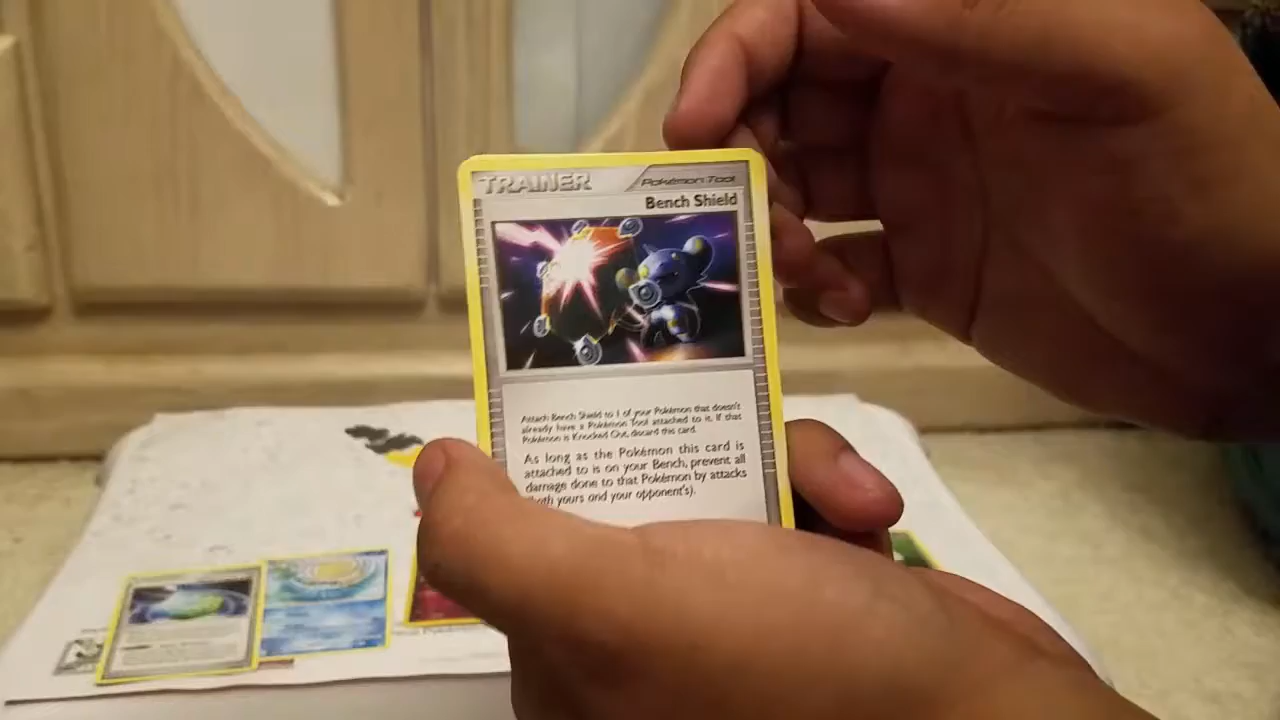 TRAINER
Pokémon Tool
Bench Shield
Attach Bench Shield to 1 of your Pokémon that doesn't
already have a Pokémon Tool attached to it. If that
Pokémon is Knocked Out, discard this card.
As long as the Pokémon this card is
attached to is on your Bench, prevent all
damage done to that Pokémon by attacks
(both yours and your opponent's).